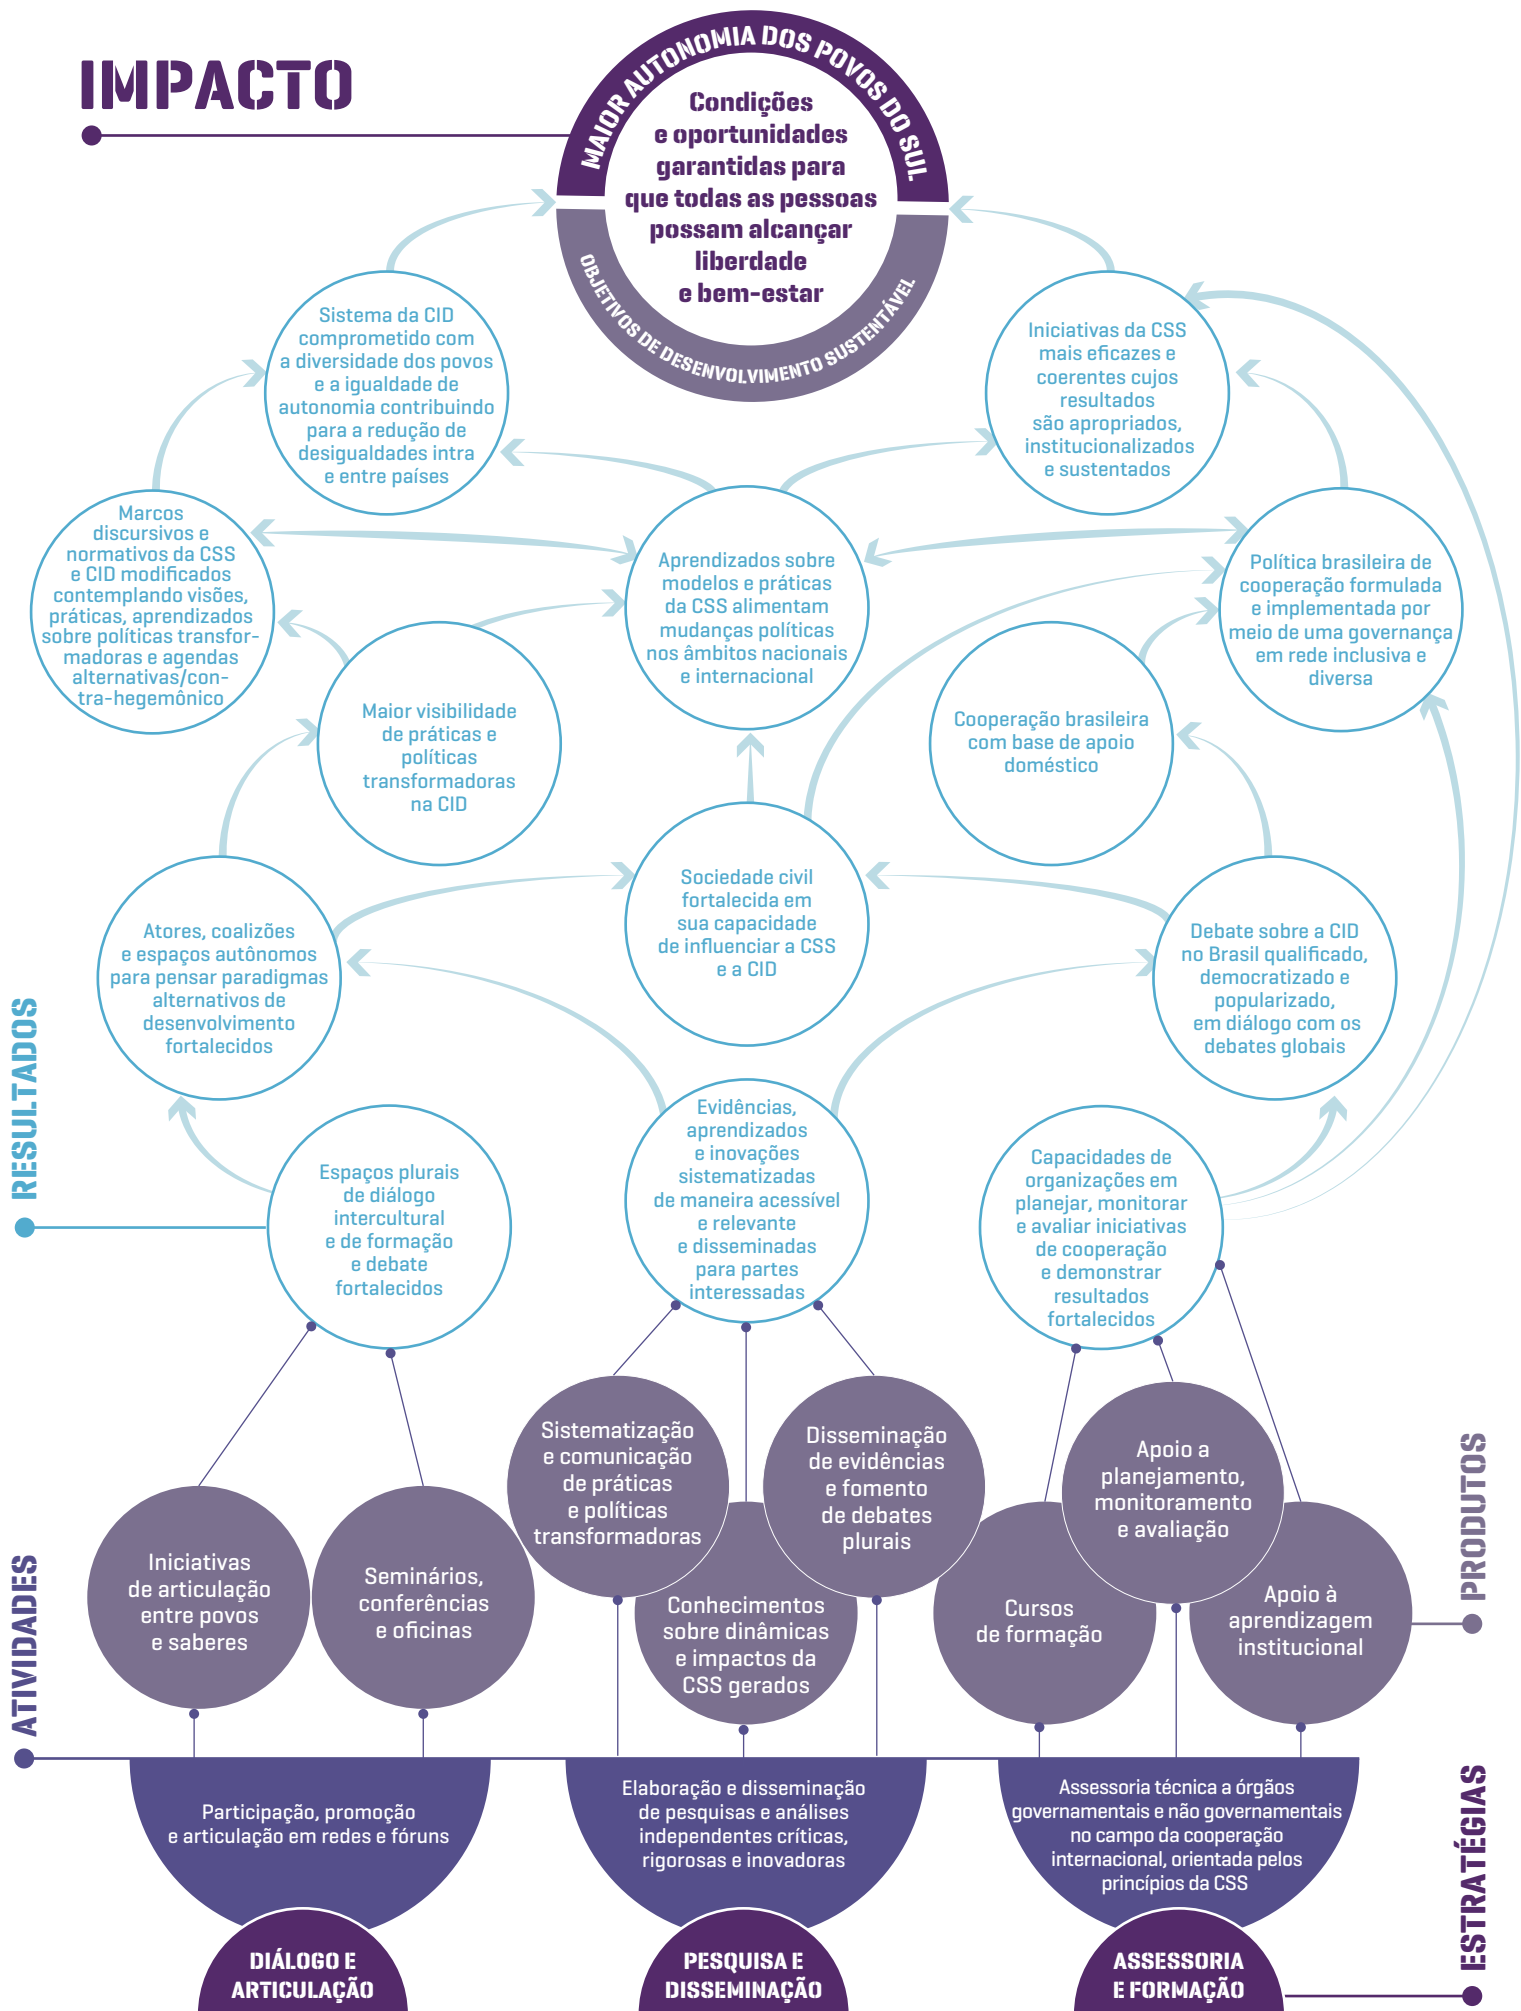 IMPACTO
MAIOR AUTONOMIA DOS POVOS DO SUL
Condições
e oportunidades
garantidas para
que todas as pessoas
possam alcançar
liberdade
e bem-estar
OBJETIVOS DE DESENVOLVIMENTO SUSTENTÁVEL
Sistema da CID
comprometido com
a diversidade dos povos
e a igualdade de
autonomia contribuindo
para a redução de
desigualdades intra
e entre países
Iniciativas da CSS
mais eficazes e
coerentes cujos
resultados
são apropriados,
institucionalizados
e sustentados
Marcos
discursivos e
normativos da CSS
e CID modificados
contemplando visões,
práticas, aprendizados
sobre políticas transfor-
madoras e agendas
alternativas/con-
tra-hegemônico
Aprendizados sobre
modelos e práticas
da CSS alimentam
mudanças políticas
nos âmbitos nacionais
e internacional
Política brasileira de
cooperação formulada
e implementada por
meio de uma governança
em rede inclusiva e
diversa
Maior visibilidade
de práticas e
políticas
transformadoras
na CID
Cooperação brasileira
com base de apoio
doméstico
Atores, coalizões
e espaços autônomos
para pensar paradigmas
alternativos de
desenvolvimento
fortalecidos
Sociedade civil
fortalecida em
sua capacidade
de influenciar a CSS
e a CID
Debate sobre a CID
no Brasil qualificado,
democratizado e
popularizado,
em diálogo com os
debates globais
RESULTADOS
Espaços plurais
de diálogo
intercultural
e de formação
e debate
fortalecidos
Evidências,
aprendizados
e inovações
sistematizadas
de maneira acessível
e relevante
e disseminadas
para partes
interessadas
Capacidades de
organizações em
planejar, monitorar
e avaliar iniciativas
de cooperação
e demonstrar
resultados
fortalecidos
PRODUTOS
Iniciativas
de articulação
entre povos
e saberes
Seminários,
conferências
e oficinas
Sistematização
e comunicação
de práticas
e políticas
transformadoras
Conhecimentos
sobre dinâmicas
e impactos da
CSS gerados
Disseminação
de evidências
e fomento
de debates
plurais
Cursos
de formação
Apoio a
planejamento,
monitoramento
e avaliação
Apoio à
aprendizagem
institucional
ATIVIDADES
Participação, promoção
e articulação em redes e fóruns
Elaboração e disseminação
de pesquisas e análises
independentes críticas,
rigorosas e inovadoras
Assessoria técnica a órgãos
governamentais e não governamentais
no campo da cooperação
internacional, orientada pelos
princípios da CSS
ESTRATÉGIAS
DIÁLOGO E
ARTICULAÇÃO
PESQUISA E
DISSEMINAÇÃO
ASSESSORIA
E FORMAÇÃO